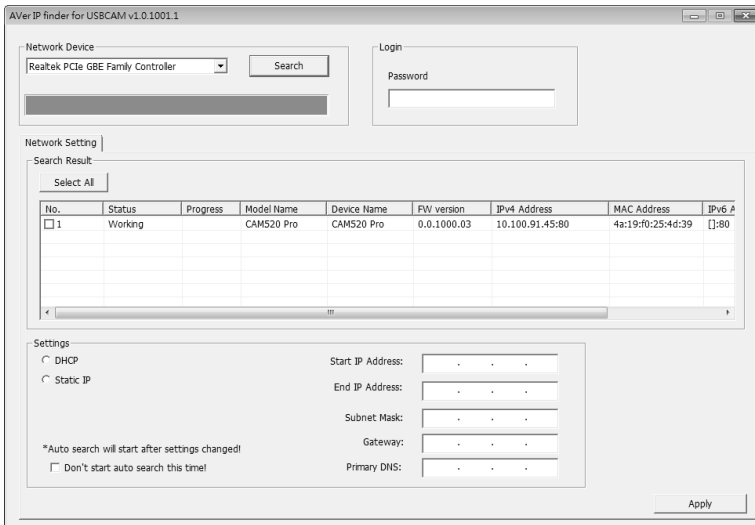 AVer IP finder for USBCAM v1.0.1001.1
Network Device
Realtek PCIe GBE Family Controller
Search
Login
Password
Network Setting
Search Result
Select All
No. Status Progress Model Name Device Name FW version IPv4 Address MAC Address IPv6 A
1 Working CAM520 Pro CAM520 Pro 0.0.1000.03 10.100.91.45:80 4a:19:f0:25:4d:39 []:80
Settings
DHCP
Static IP
Start IP Address: . . .
End IP Address: . . .
Subnet Mask: . . .
Gateway: . . .
Primary DNS: . . .
*Auto search will start after settings changed!
Don't start auto search this time!
Apply